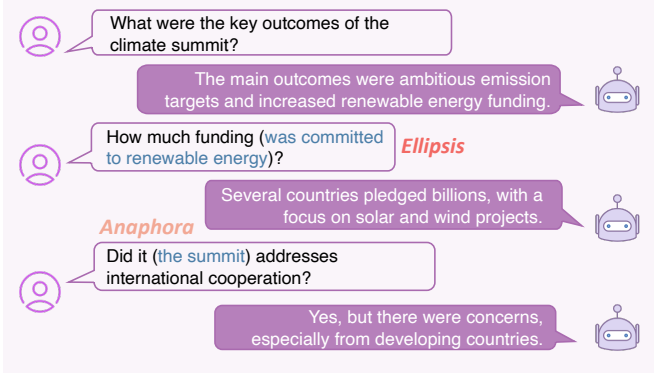 What were the key outcomes of the
climate summit?
The main outcomes were ambitious emission
targets and increased renewable energy funding.
How much funding (was committed
to renewable energy)?
Ellipsis
Several countries pledged billions, with a
focus on solar and wind projects.
Anaphora
Did it (the summit) addresses
international cooperation?
Yes, but there were concerns,
especially from developing countries.